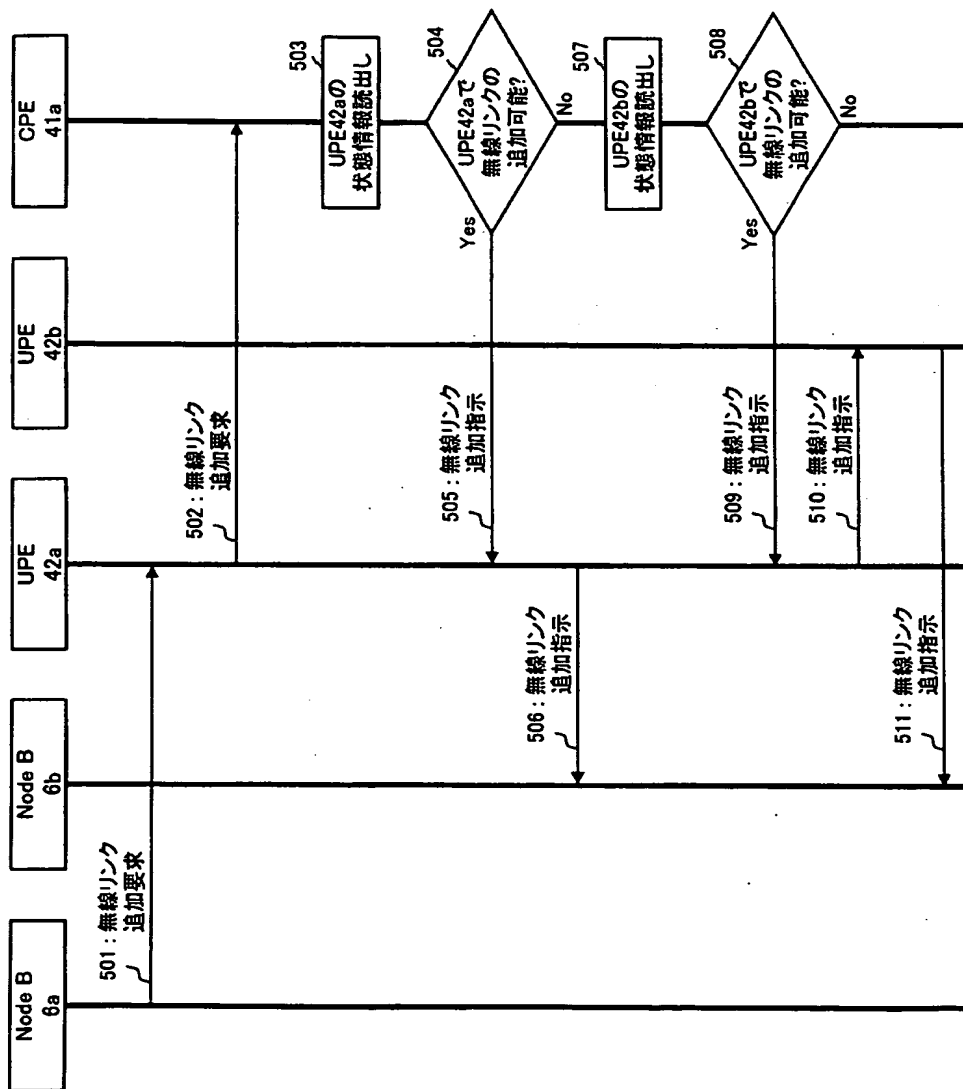 Node B
6a
Node B
6b
UPE
42a
UPE
42b
CPE
41a
501：無線リンク
追加要求
502：無線リンク
追加要求
503
UPE42aの
状態情報読出し
504
UPE42aで
無線リンクの
追加可能?
Yes
No
505：無線リンク
追加指示
506：無線リンク
追加指示
507
UPE42bの
状態情報読出し
508
UPE42bで
無線リンクの
追加可能?
Yes
No
509：無線リンク
追加指示
510：無線リンク
追加指示
511：無線リンク
追加指示